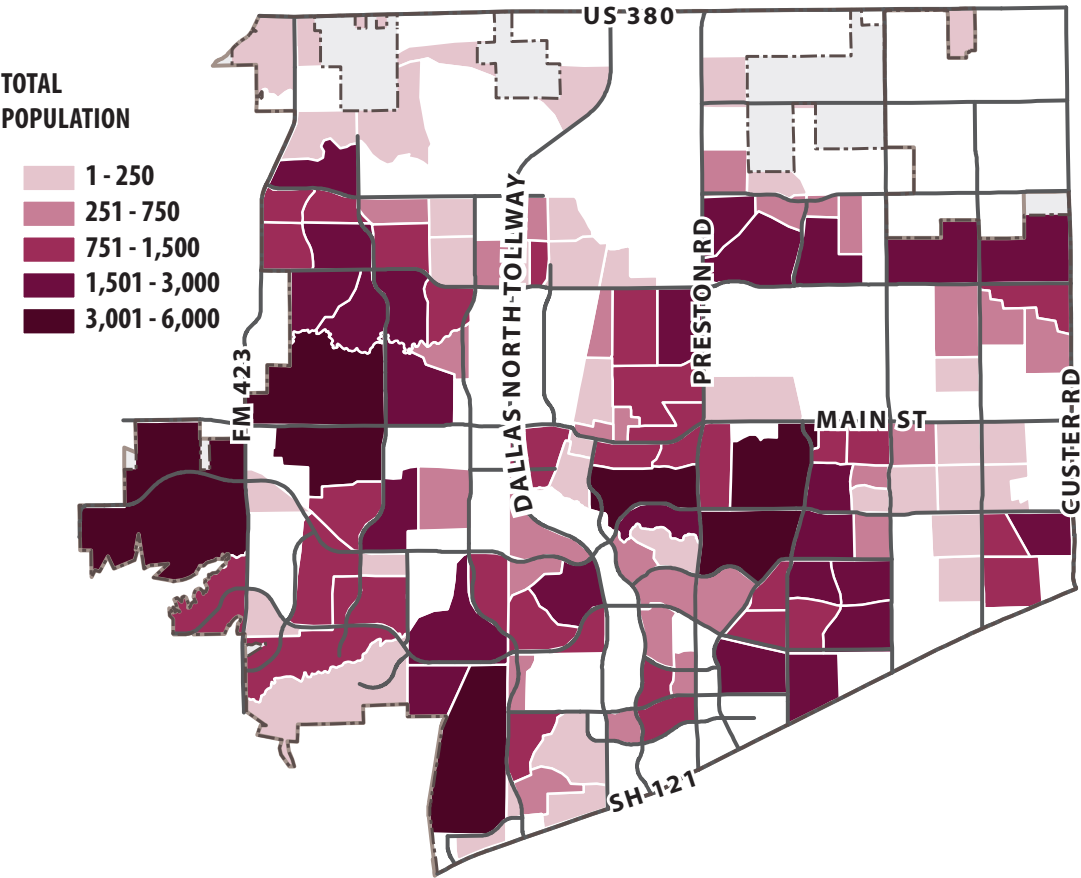 US 380
TOTAL
POPULATION
1 - 250
251 - 750
751 - 1,500
1,501 - 3,000
3,001 - 6,000
DALLAS NORTH TOLLWAY
PRESTON RD
FM 423
MAIN ST
CUSTER RD
SH 121